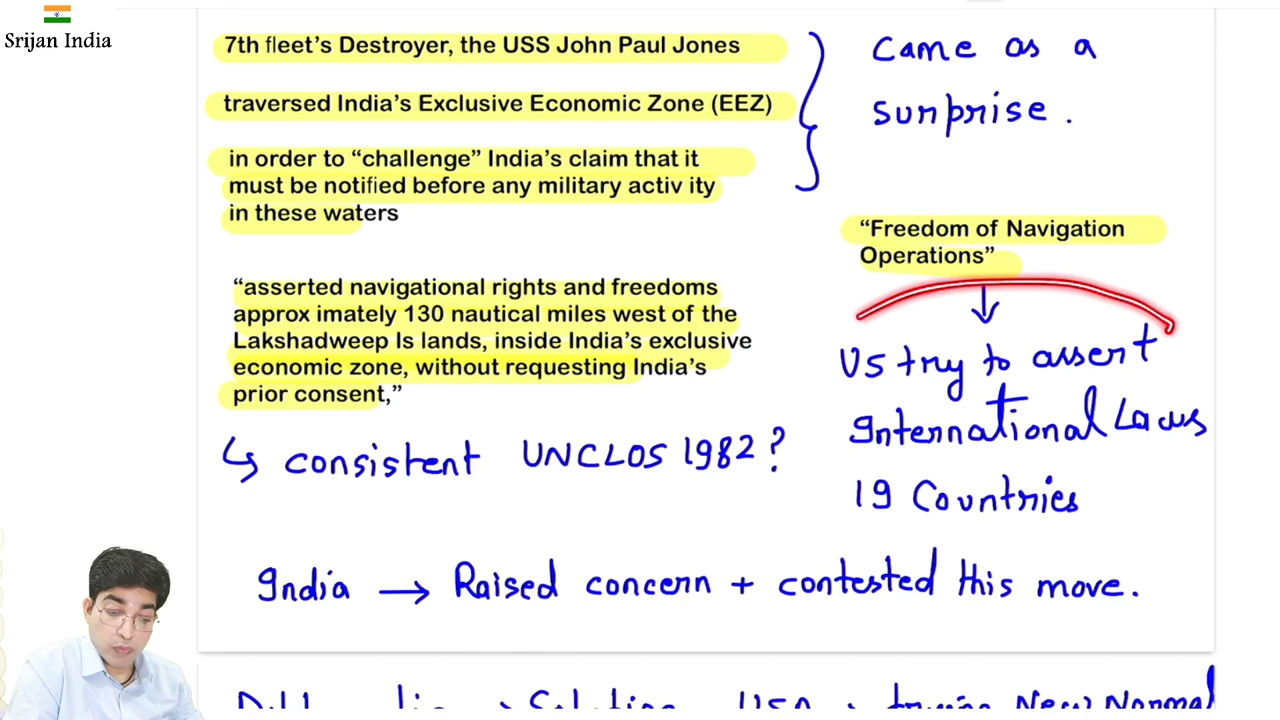 Srijan India
7th fleet's Destroyer, the USS John Paul Jones
traversed India's Exclusive Economic Zone (EEZ)
in order to “challenge” India's claim that it
must be notified before any military activ ity
in these waters
Came as a
surprise.
“Freedom of Navigation
Operations”
“asserted navigational rights and freedoms
approx imately 130 nautical miles west of the
Lakshadweep Is lands, inside India's exclusive
economic zone, without requesting India's
prior consent,”
US try to assert
International Laws
19 Countries
↳ consistent UNCLOS 1982?
India → Raised concern + contested this move.
New Normal